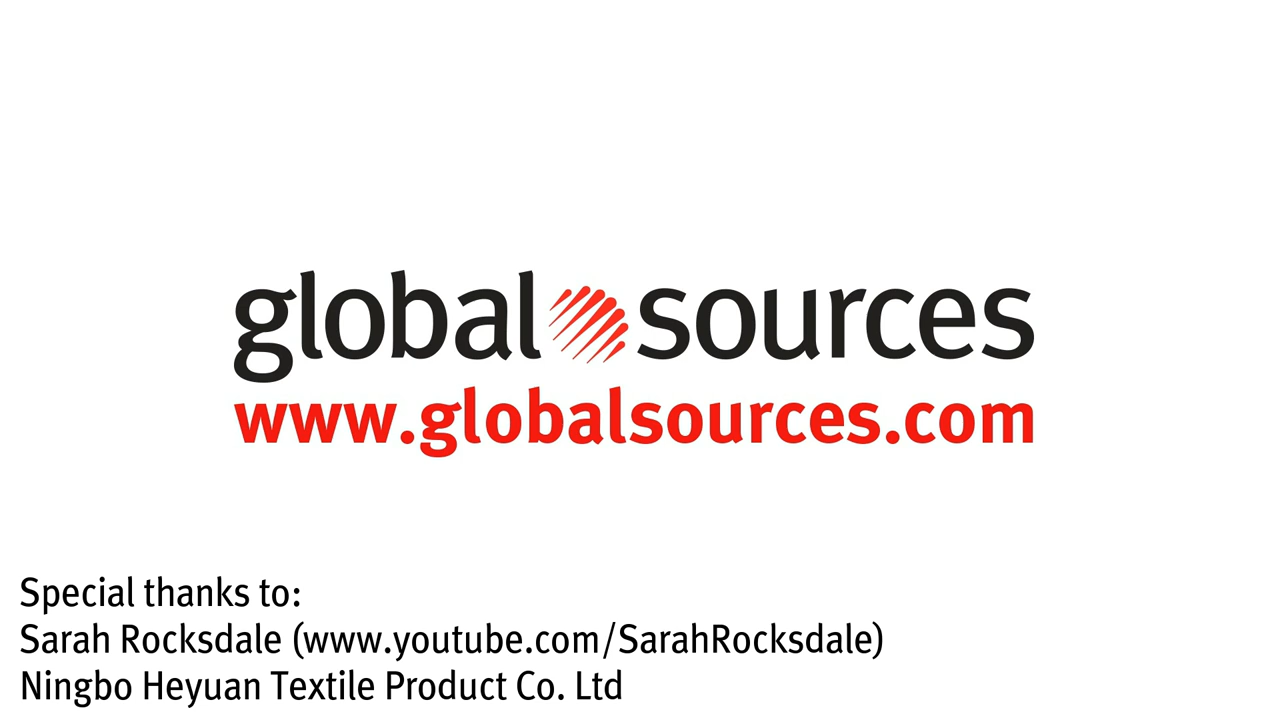 global sources
www.globalsources.com
Special thanks to:
Sarah Rocksdale (www.youtube.com/SarahRocksdale)
Ningbo Heyuan Textile Product Co. Ltd